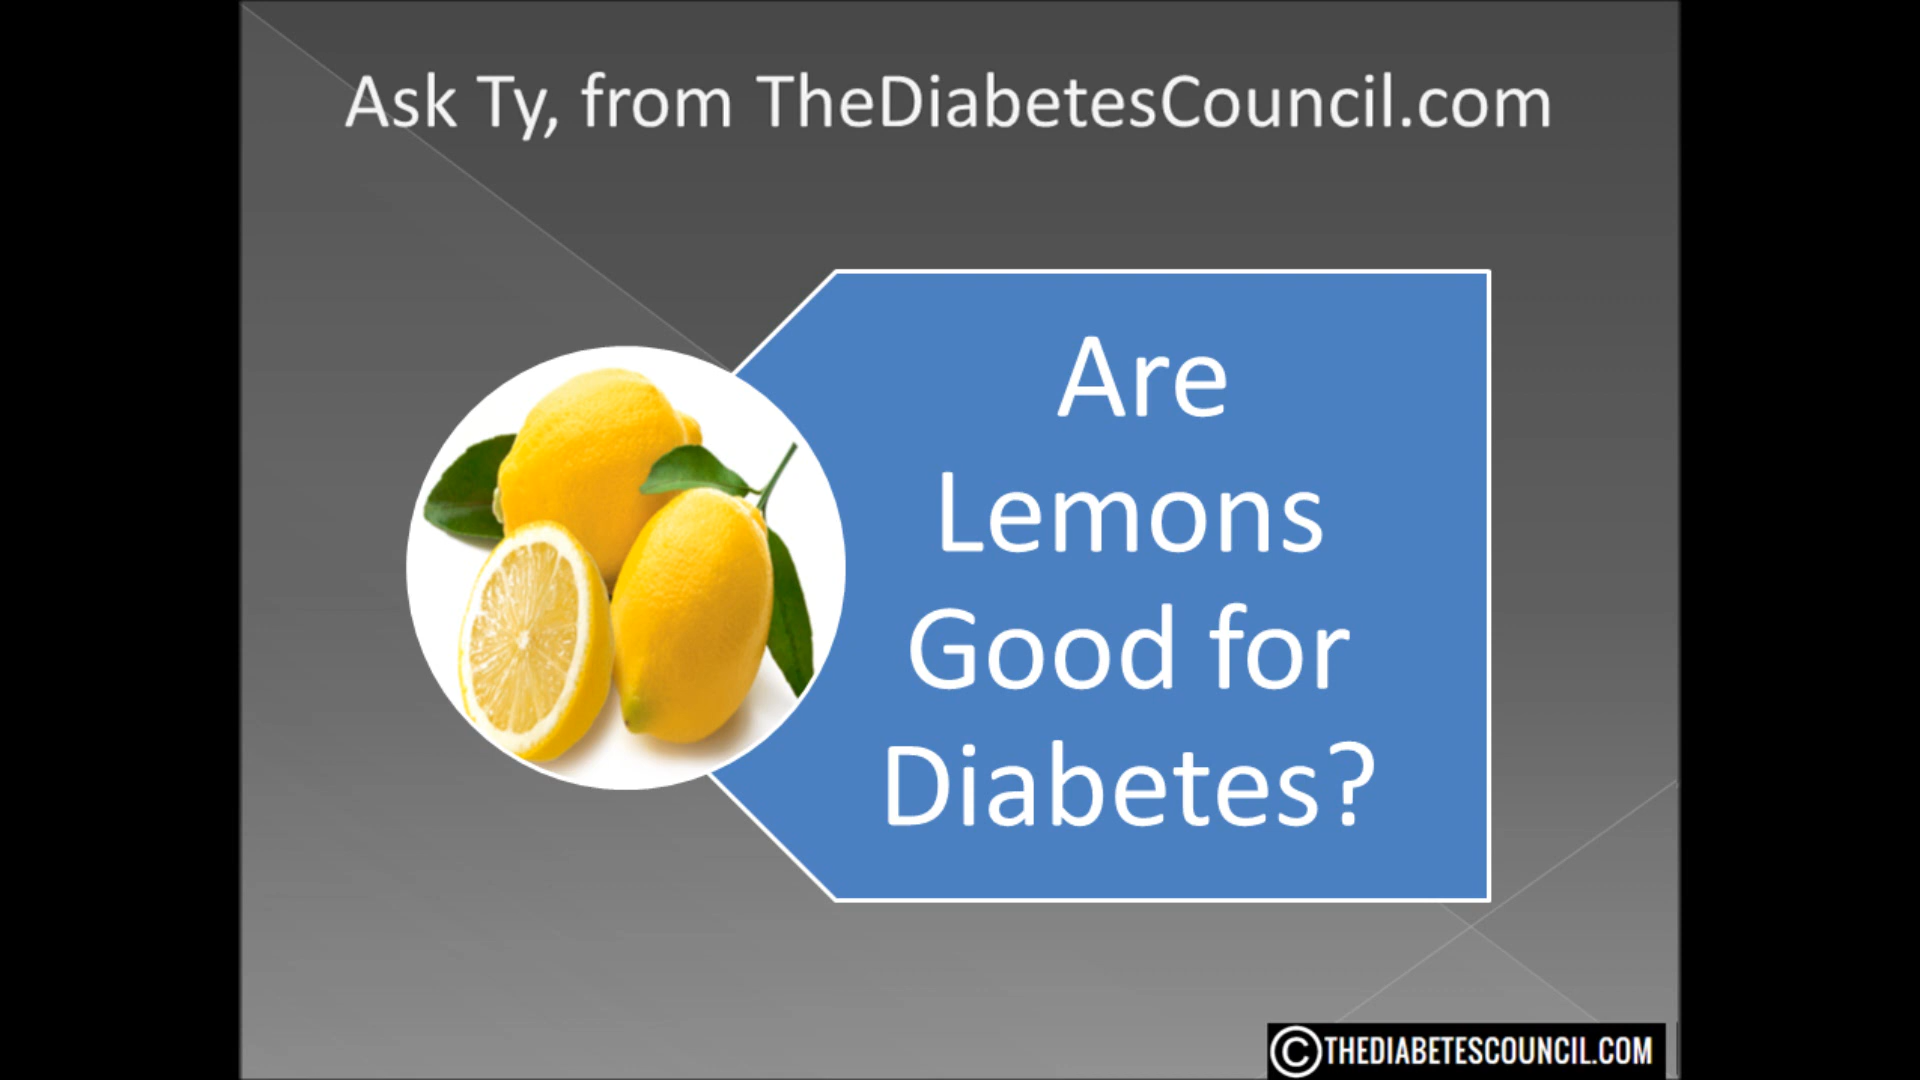 Ask Ty, from TheDiabetesCouncil.com
Are
Lemons
Good for
Diabetes?
©THEDIABETESCOUNCIL.COM